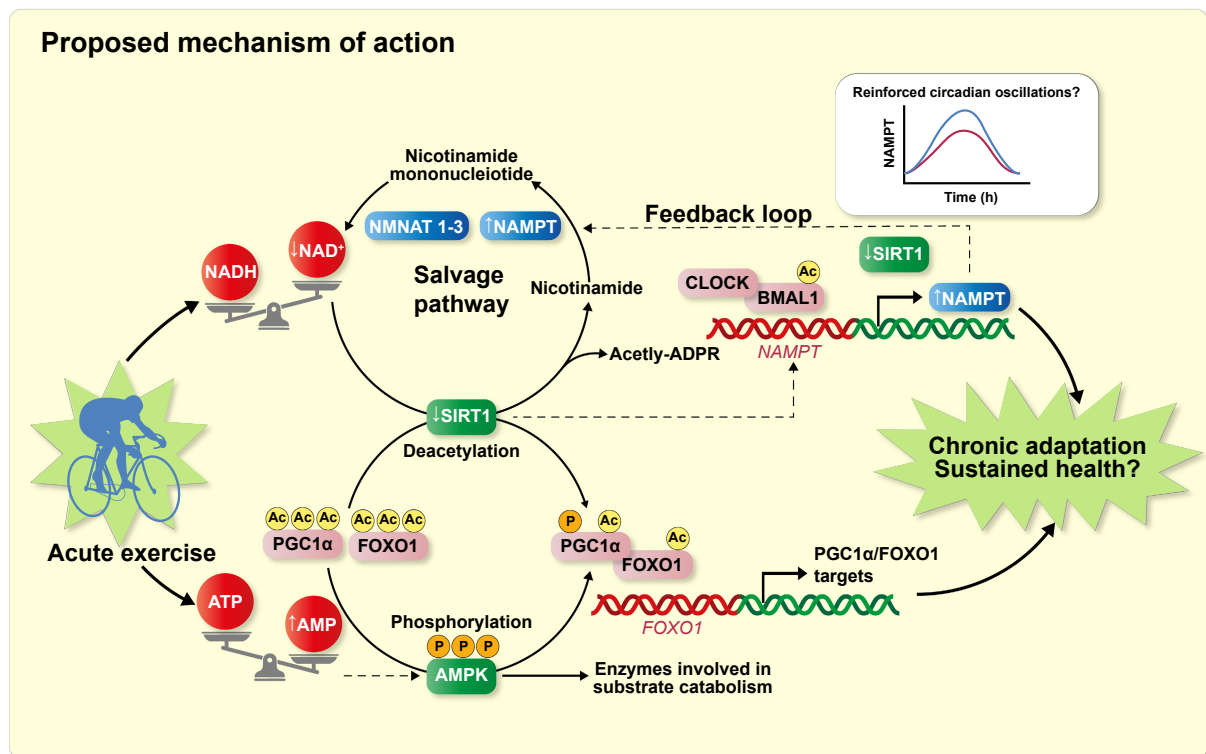 Proposed mechanism of action
Reinforced circadian oscillations?
NAMPT
Time (h)
Nicotinamide
mononucleiotide
NMNAT 1-3
↑NAMPT
Feedback loop
↓SIRT1
NADH
↓NAD+
Salvage
pathway
Nicotinamide
CLOCK
Ac
BMAL1
↑NAMPT
NAMPT
Acetly-ADPR
↓SIRT1
Deacetylation
Chronic adaptation
Sustained health?
Acute exercise
Ac Ac Ac
PGC1α
Ac Ac Ac
FOXO1
P Ac
PGC1α
Ac
FOXO1
PGC1α/FOXO1
targets
FOXO1
ATP
↑AMP
Phosphorylation
P P P
AMPK
Enzymes involved in
substrate catabolism